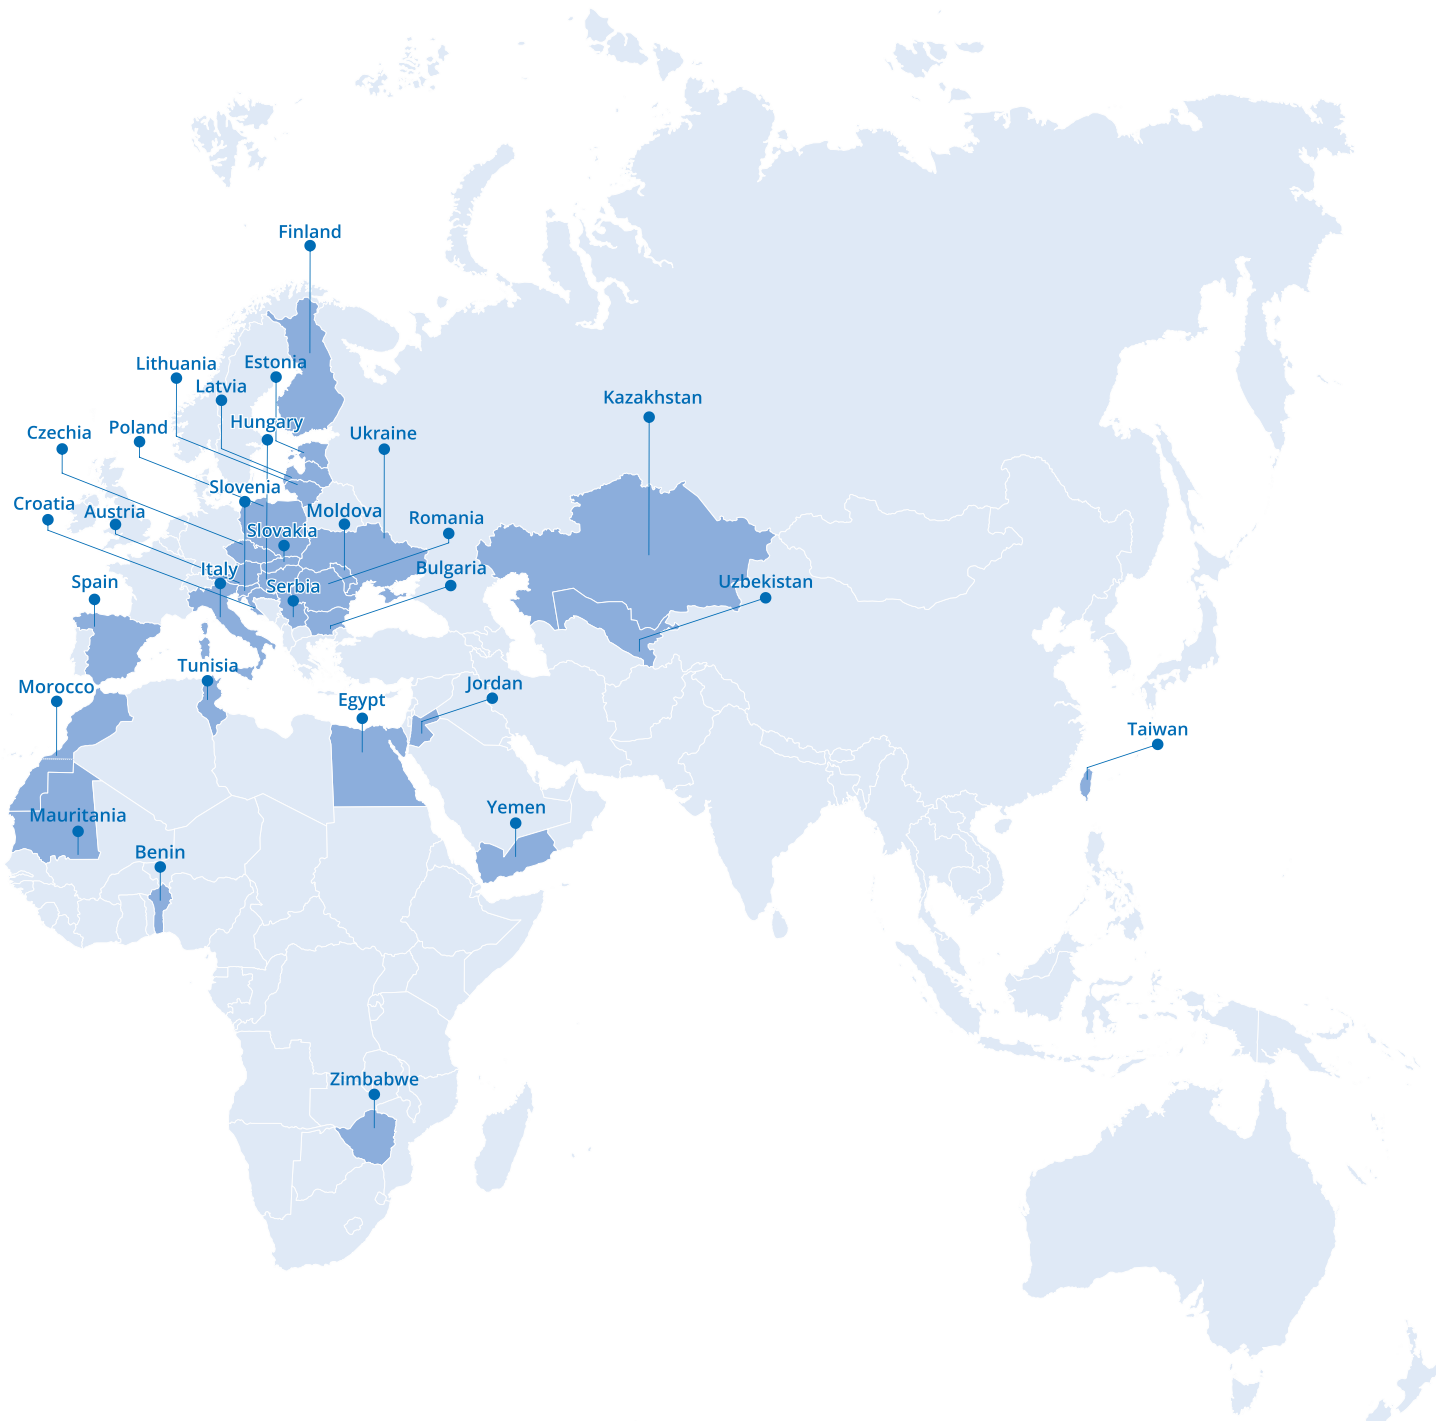 Finland
Lithuania
Estonia
Latvia
Kazakhstan
Hungary
Poland
Czechia
Ukraine
Slovenia
Croatia
Austria
Moldova
Romania
Slovakia
Italy
Bulgaria
Spain
Serbia
Uzbekistan
Tunisia
Morocco
Jordan
Egypt
Taiwan
Yemen
Mauritania
Benin
Zimbabwe